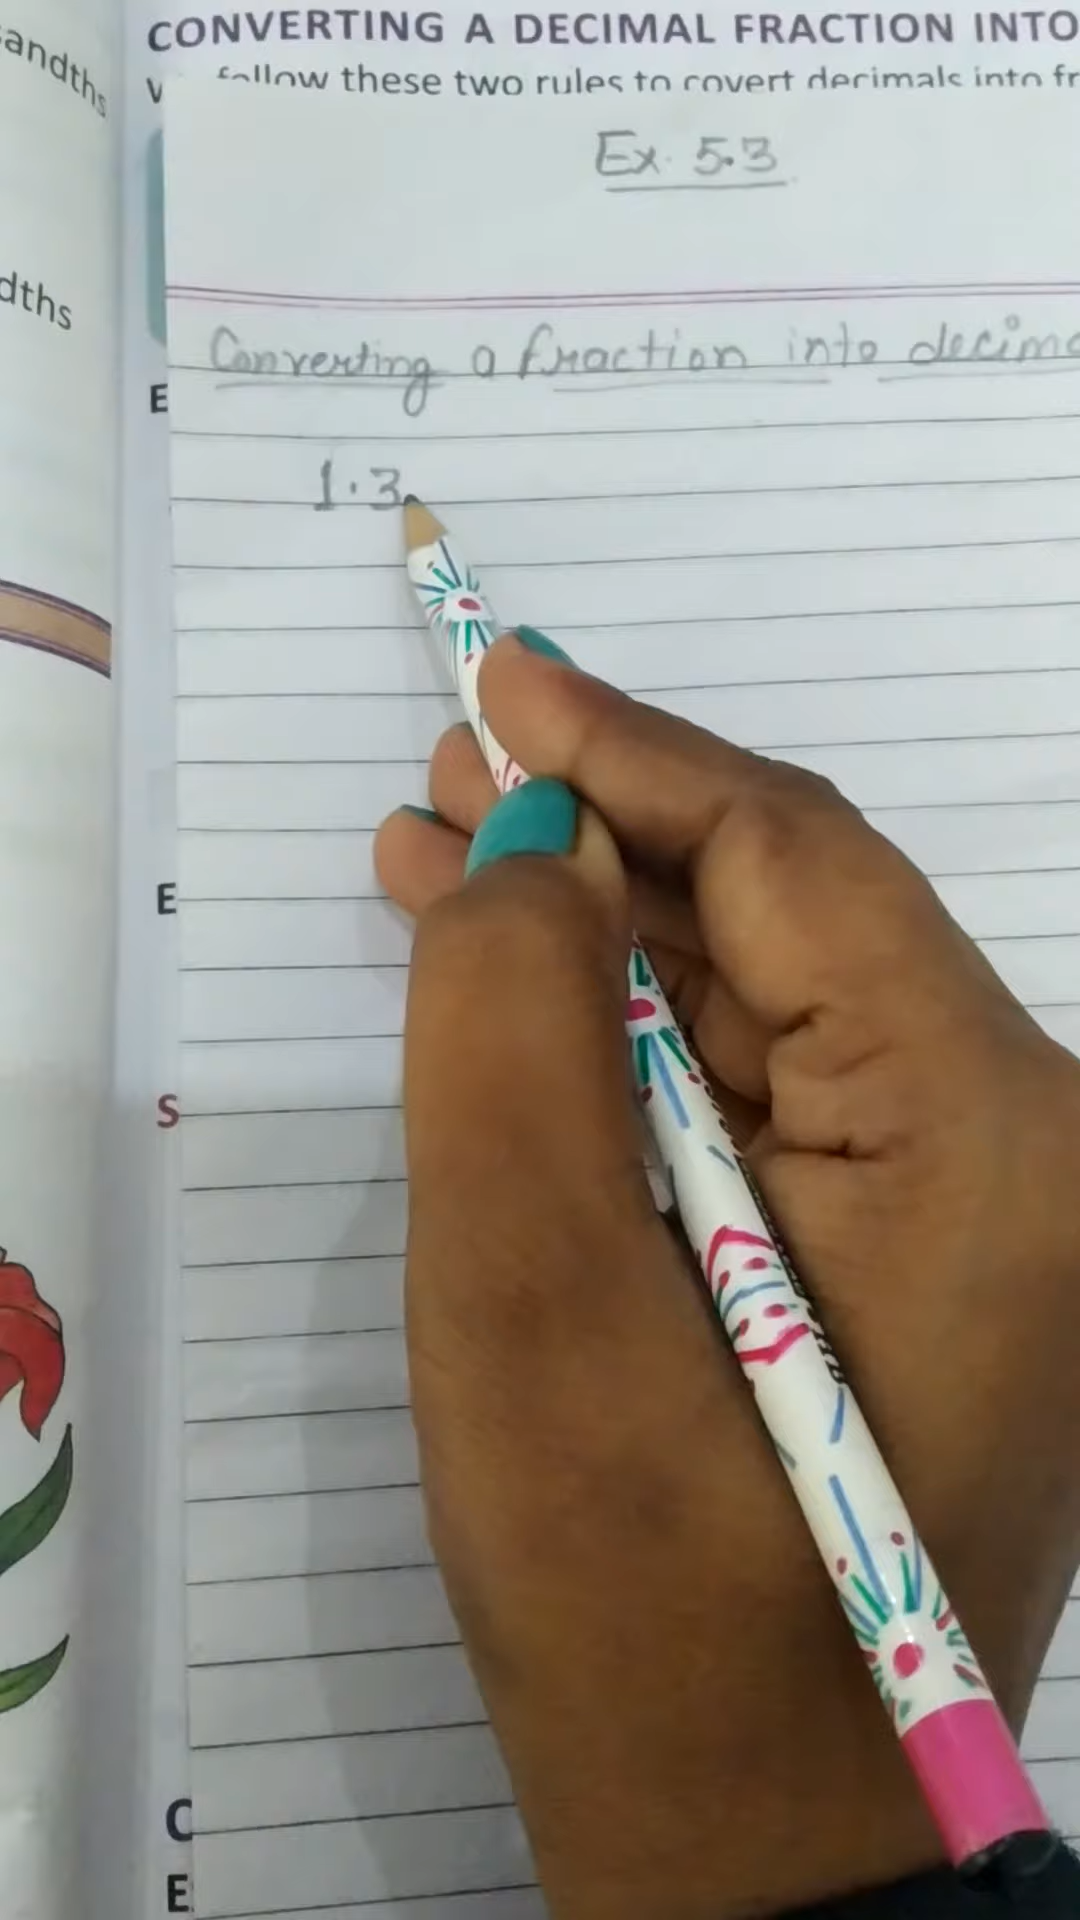 andths
dths
CONVERTING A DECIMAL FRACTION INTO
follow these two rules to covert decimals into fr
Ex. 5.3
Converting a fraction into decima
E
1.3
E
S
C
E